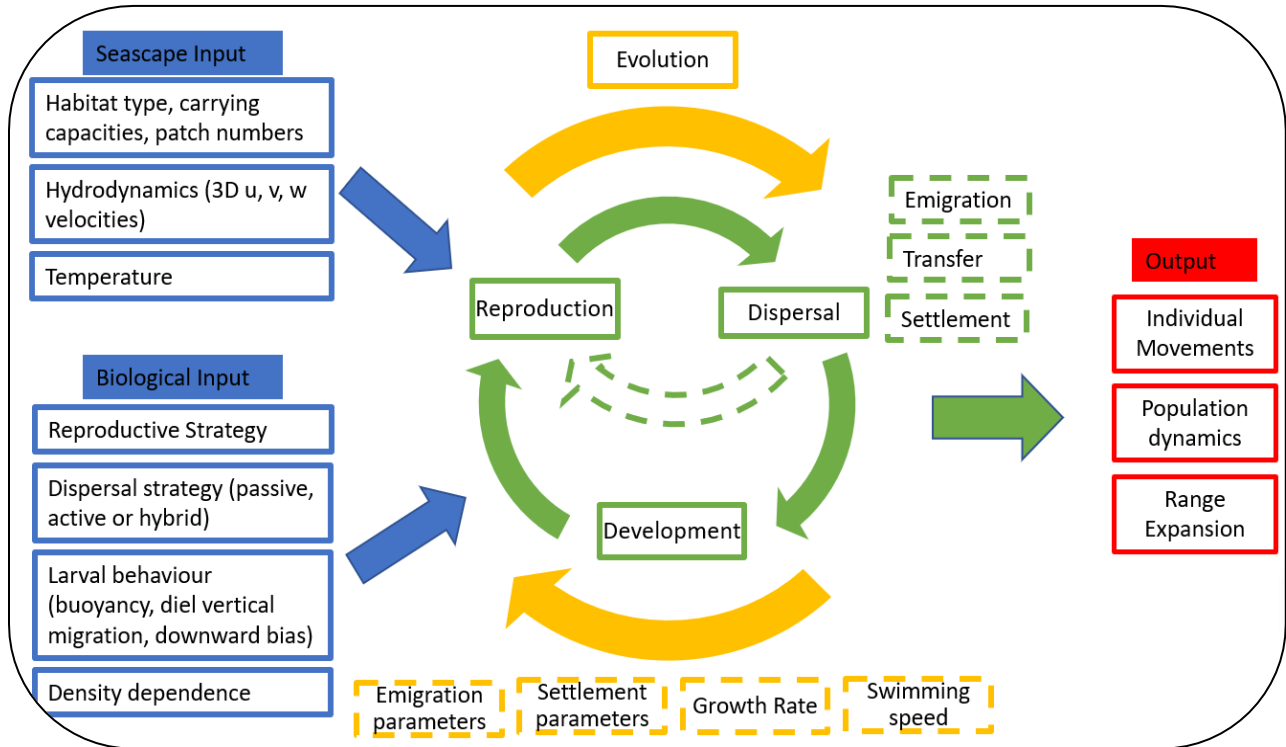 Seascape Input
Habitat type, carrying
capacities, patch numbers
Hydrodynamics (3D u, v, w
velocities)
Temperature
Biological Input
Reproductive Strategy
Dispersal strategy (passive,
active or hybrid)
Larval behaviour
(buoyancy, diel vertical
migration, downward bias)
Density dependence
Evolution
Reproduction
Dispersal
Development
Emigration
Transfer
Settlement
Emigration
parameters
Settlement
parameters
Growth Rate
Swimming
speed
Output
Individual
Movements
Population
dynamics
Range
Expansion